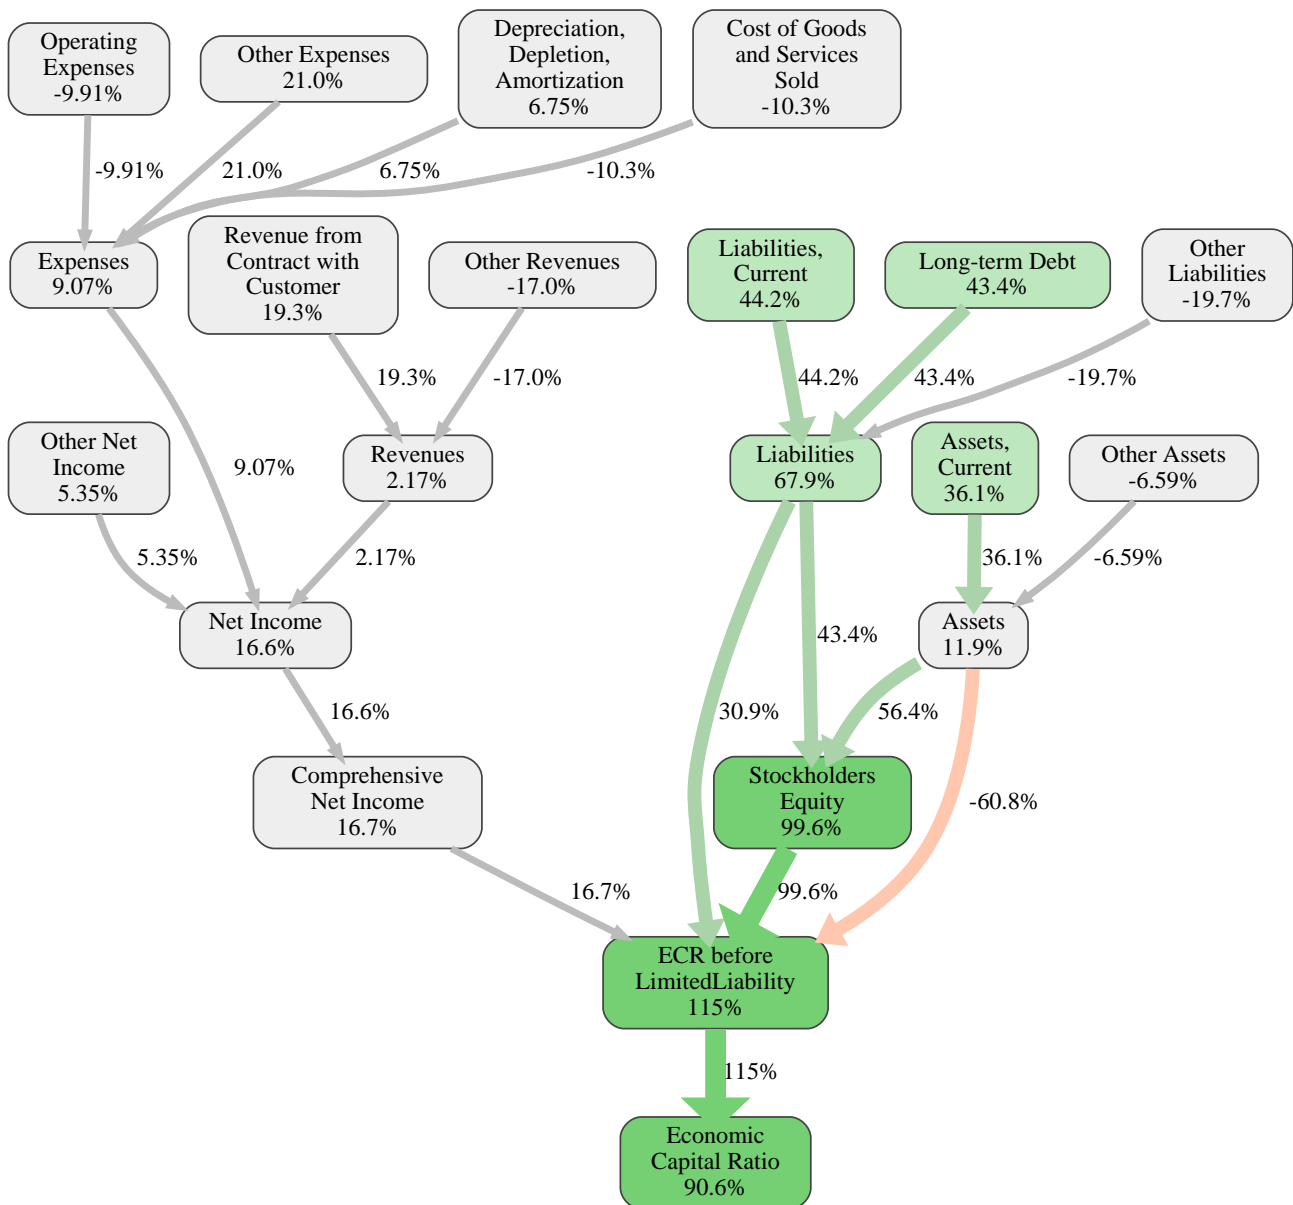 Operating
Expenses
-9.91%
Other Expenses
21.0%
Depreciation,
Depletion,
Amortization
6.75%
Cost of Goods
and Services
Sold
-10.3%
-9.91%
21.0%
6.75%
-10.3%
Expenses
9.07%
Revenue from
Contract with
Customer
19.3%
Other Revenues
-17.0%
Liabilities,
Current
44.2%
Long-term Debt
43.4%
Other
Liabilities
-19.7%
19.3%
-17.0%
44.2%
43.4%
-19.7%
Other Net
Income
5.35%
9.07%
Revenues
2.17%
Liabilities
67.9%
Assets,
Current
36.1%
Other Assets
-6.59%
5.35%
2.17%
36.1%
-6.59%
Net Income
16.6%
43.4%
Assets
11.9%
16.6%
30.9%
56.4%
Comprehensive
Net Income
16.7%
Stockholders
Equity
99.6%
-60.8%
16.7%
99.6%
ECR before
LimitedLiability
115%
115%
Economic
Capital Ratio
90.6%